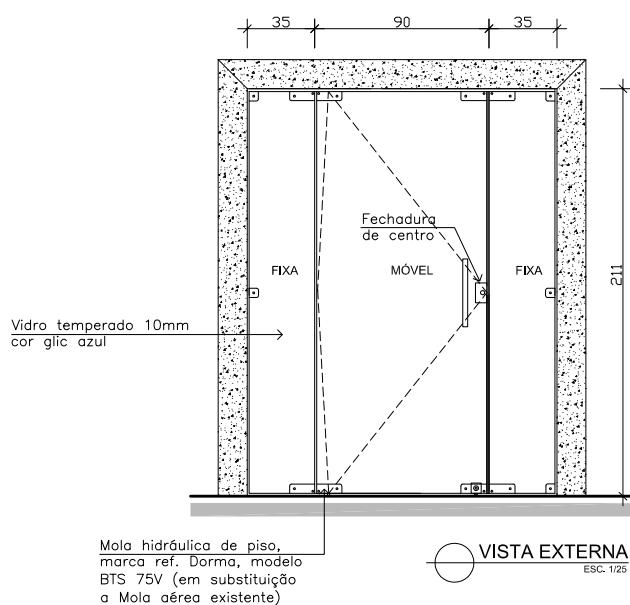 35 90 35
Fechadura
de centro
FIXA MÓVEL FIXA
211
Vidro temperado 10mm
cor glic azul
Mola hidráulica de piso,
marca ref. Dorma, modelo
BTS 75V (em substituição
a Mola aérea existente)
VISTA EXTERNA
ESC. 1/25